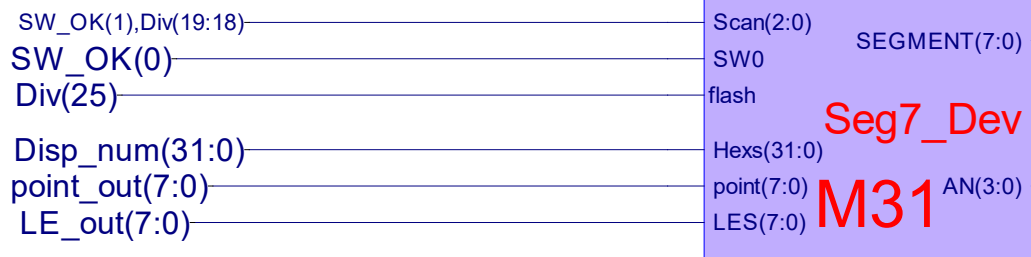 SW_OK(1),Div(19:18) Scan(2:0)
SEGMENT(7:0)
SW_OK(0) SW0
Div(25) flash
Seg7_Dev
Disp_num(31:0) Hexs(31:0)
point_out(7:0) point(7:0) M31 AN(3:0)
LE_out(7:0) LES(7:0)